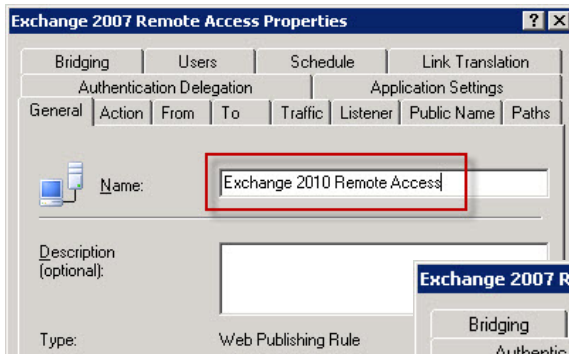 Exchange 2007 Remote Access Properties
Bridging Users Schedule Link Translation
Authentication Delegation Application Settings
General Action From To Traffic Listener Public Name Paths
Name: Exchange 2010 Remote Access
Description
(optional):
Exchange 2007 R
Bridging
Type: Web Publishing Rule
Authentic